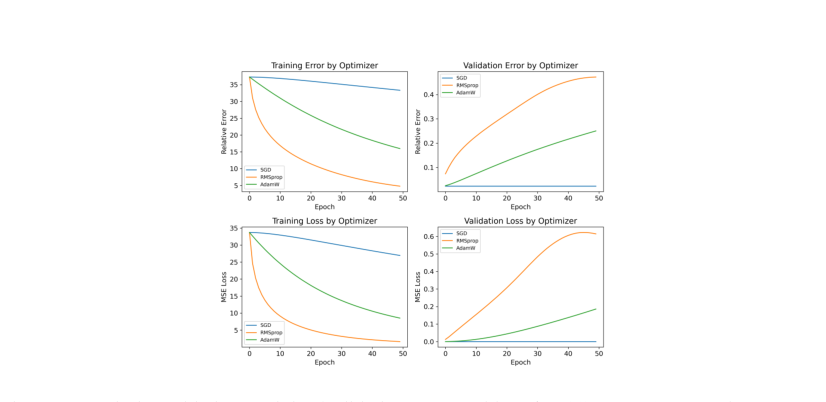 Training Error by Optimizer
Relative Error
35
30
25
20
15
10
5
SGD
RMSprop
AdamW
0 10 20 30 40 50
Epoch
Validation Error by Optimizer
Relative Error
0.4
0.3
0.2
0.1
SGD
RMSprop
AdamW
0 10 20 30 40 50
Epoch
Training Loss by Optimizer
MSE Loss
35
30
25
20
15
10
5
SGD
RMSprop
AdamW
0 10 20 30 40 50
Epoch
Validation Loss by Optimizer
MSE Loss
0.6
0.5
0.4
0.3
0.2
0.1
0.0
SGD
RMSprop
AdamW
0 10 20 30 40 50
Epoch